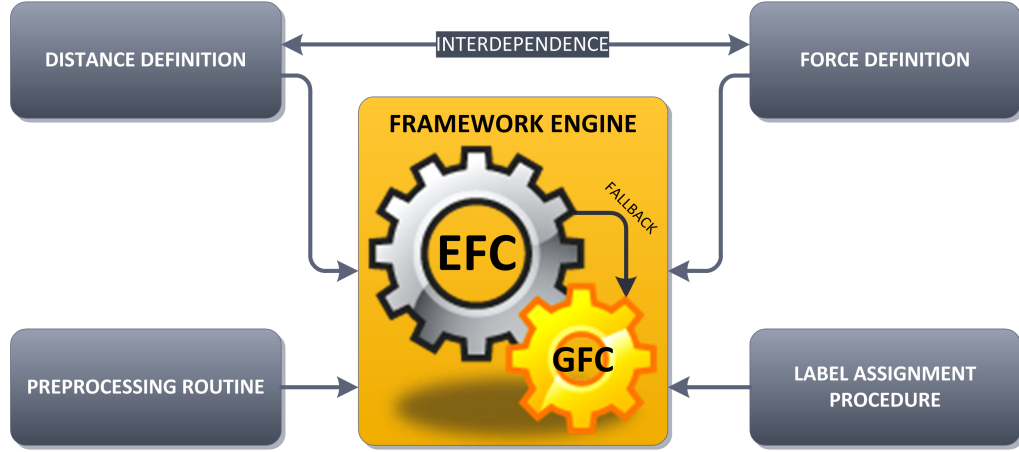 DISTANCE DEFINITION
INTERDEPENDENCE
FORCE DEFINITION
FRAMEWORK ENGINE
FALLBACK
EFC
GFC
PREPROCESSING ROUTINE
LABEL ASSIGNMENT
PROCEDURE